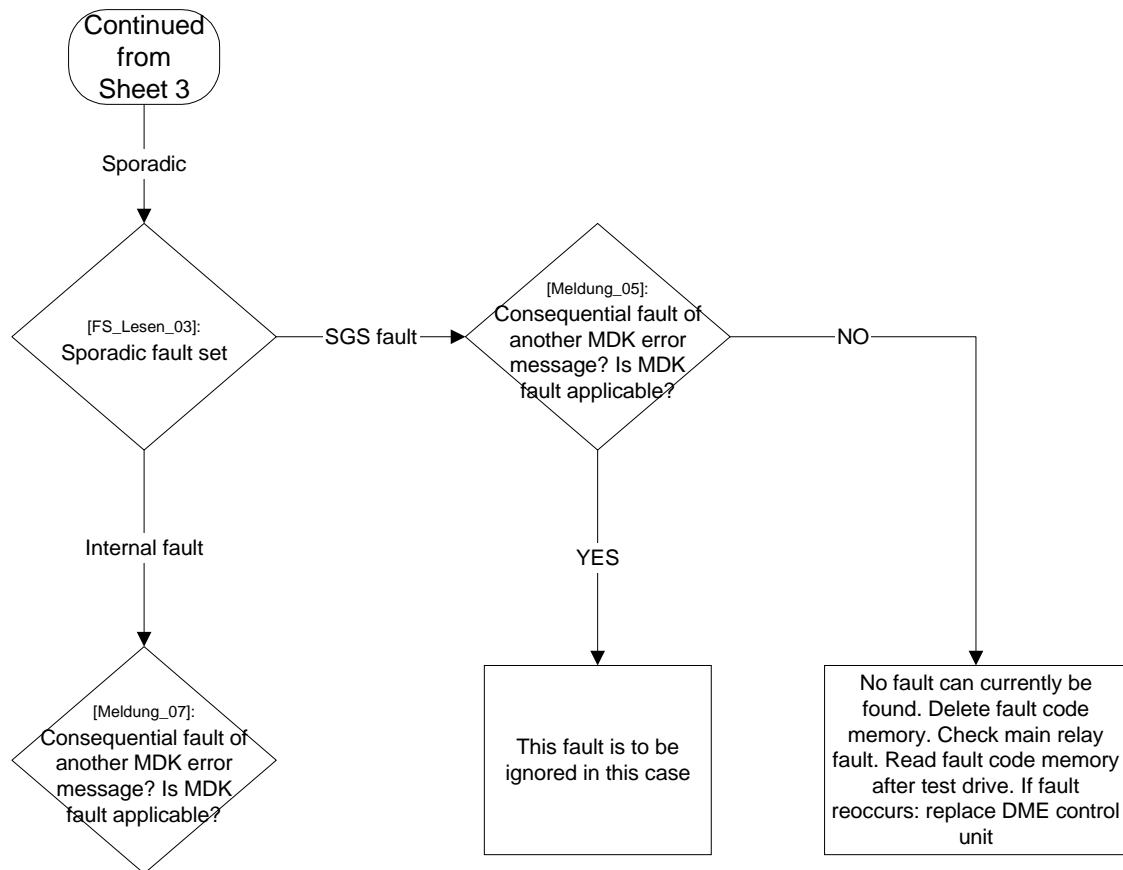 Continued
from
Sheet 3
Sporadic
[FS_Lesen_03]:
Sporadic fault set
SGS fault
[Meldung_05]:
Consequential fault of
another MDK error
message? Is MDK
fault applicable?
NO
Internal fault
YES
[Meldung_07]:
Consequential fault of
another MDK error
message? Is MDK
fault applicable?
This fault is to be
ignored in this case
No fault can currently be
found. Delete fault code
memory. Check main relay
fault. Read fault code memory
after test drive. If fault
reoccurs: replace DME control
unit